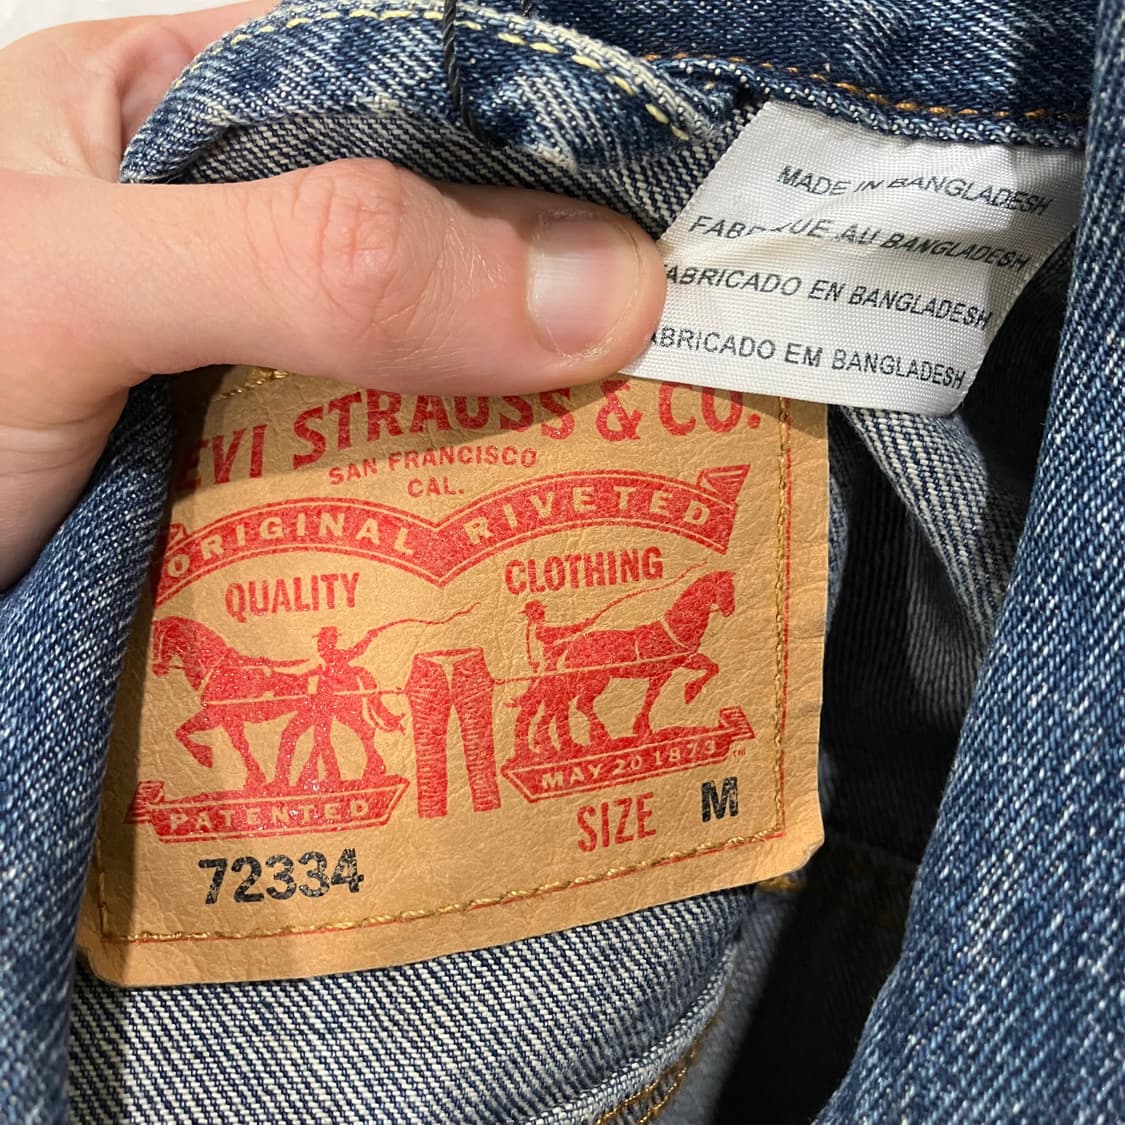 MADE IN BANGLADESH
AU BANGLADESH
EN BANGLADESH
EM BANGLADESH
STRAUSS & CO.
SAN FRANCISCO
CAL.
ORIGINAL RIVETED
QUALITY CLOTHING
PATENTED
MAY 20 1873 ™
SIZE M
72334